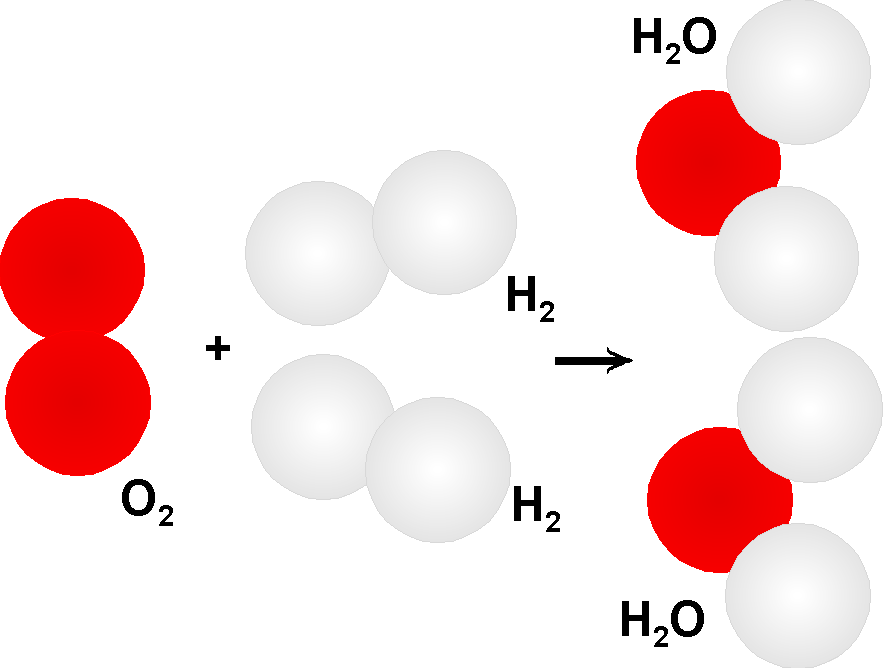 O₂
+
H₂
H₂
→
H₂O
H₂O